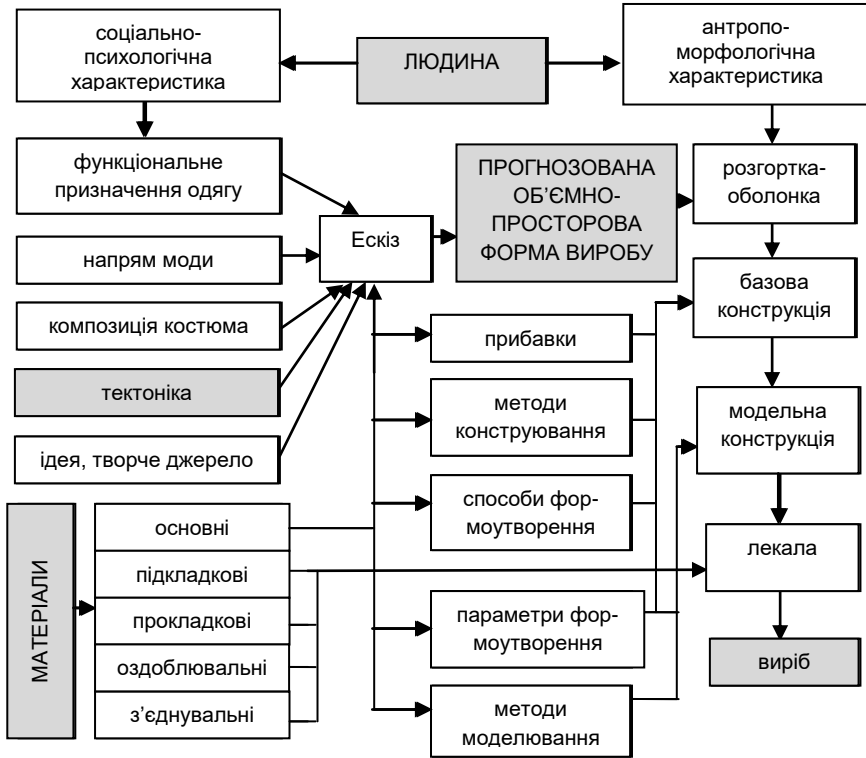 соціально-
психологічна
характеристика
ЛЮДИНА
антропо-
морфологічна
характеристика
функціональне
призначення одягу
ПРОГНОЗОВАНА
ОБ’ЄМНО-
ПРОСТОРОВА
ФОРМА ВИРОБУ
розгортка-
оболонка
Ескіз
напрям моди
базова
конструкція
композиція костюма
прибавки
тектоніка
методи
конструювання
модельна
конструкція
ідея, творче джерело
МАТЕРІАЛИ
основні
підкладкові
прокладкові
оздоблювальні
з’єднувальні
способи фор-
моутворення
лекала
параметри фор-
моутворення
виріб
методи
моделювання